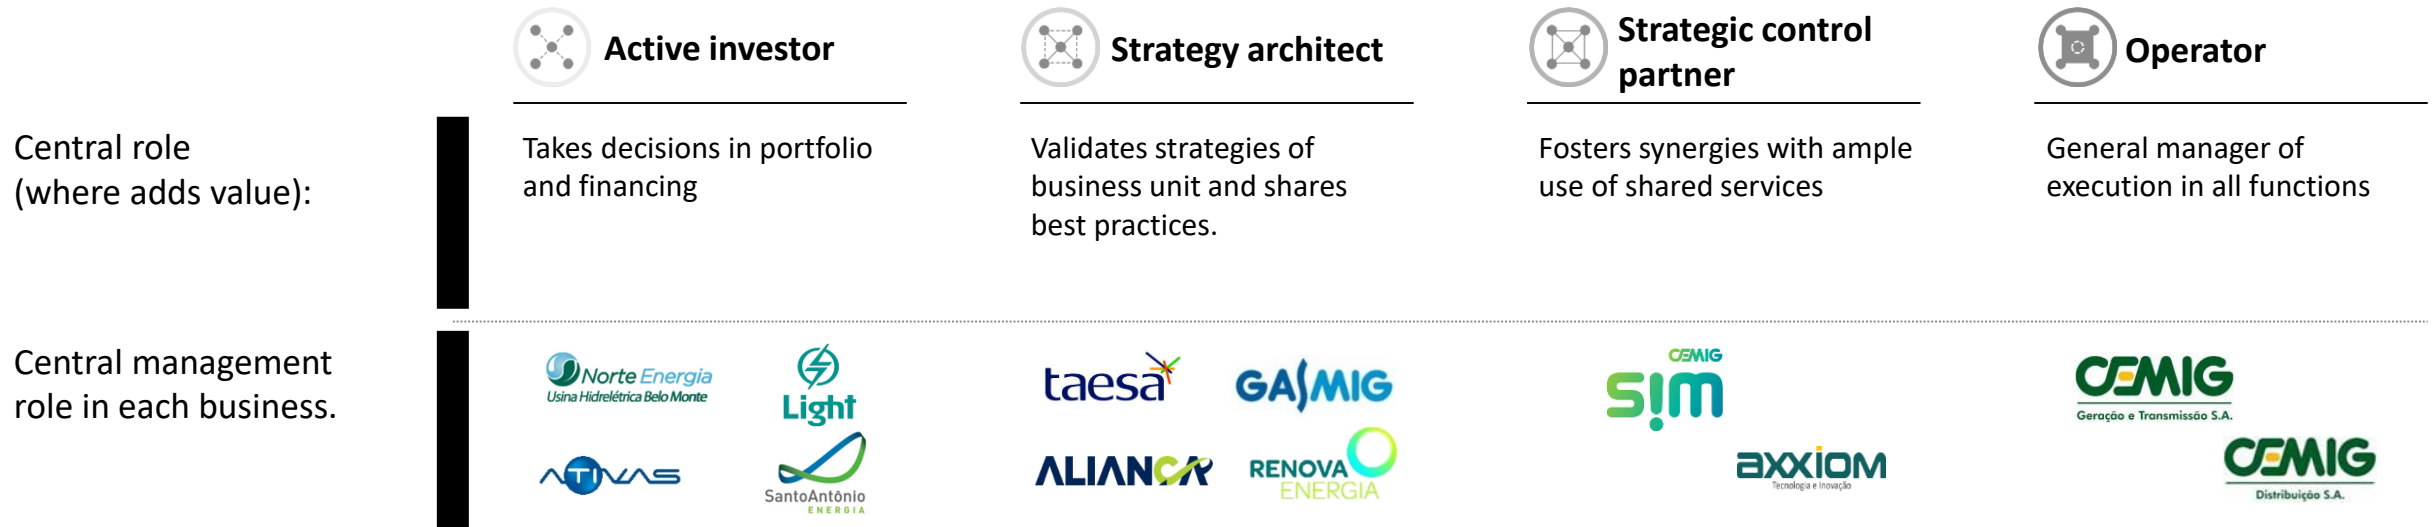 Active investor
Strategy architect
Strategic control
partner
Operator
Central role
(where adds value):
Takes decisions in portfolio
and financing
Validates strategies of
business unit and shares
best practices.
Fosters synergies with ample
use of shared services
General manager of
execution in all functions
Central management
role in each business.
Norte Energia
Usina Hidrelétrica Belo Monte
Light
ATIVAS
SantoAntônio
ENERGIA
taesa
GASMIG
ALIANÇA
RENOVA
ENERGIA
CEMIG
sim
axxiom
Tecnologia e Inovação
CEMIG
Geração e Transmissão S.A.
CEMIG
Distribuição S.A.